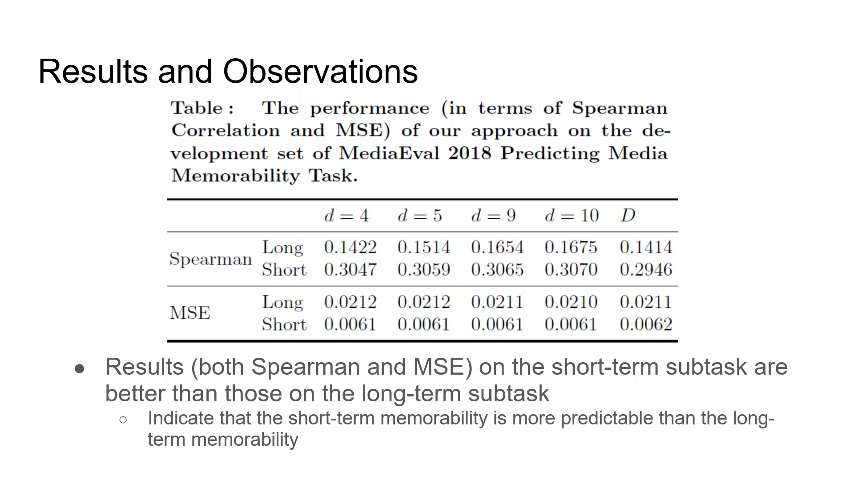 Results and Observations
Table : The performance (in terms of Spearman
Correlation and MSE) of our approach on the de-
velopment set of MediaEval 2018 Predicting Media
Memorability Task.
d = 4 d = 5 d = 9 d = 10 D
Spearman Long 0.1422 0.1514 0.1654 0.1675 0.1414
Short 0.3047 0.3059 0.3065 0.3070 0.2946
MSE Long 0.0212 0.0212 0.0211 0.0210 0.0211
Short 0.0061 0.0061 0.0061 0.0061 0.0062
● Results (both Spearman and MSE) on the short-term subtask are
better than those on the long-term subtask
○ Indicate that the short-term memorability is more predictable than the long-
term memorability